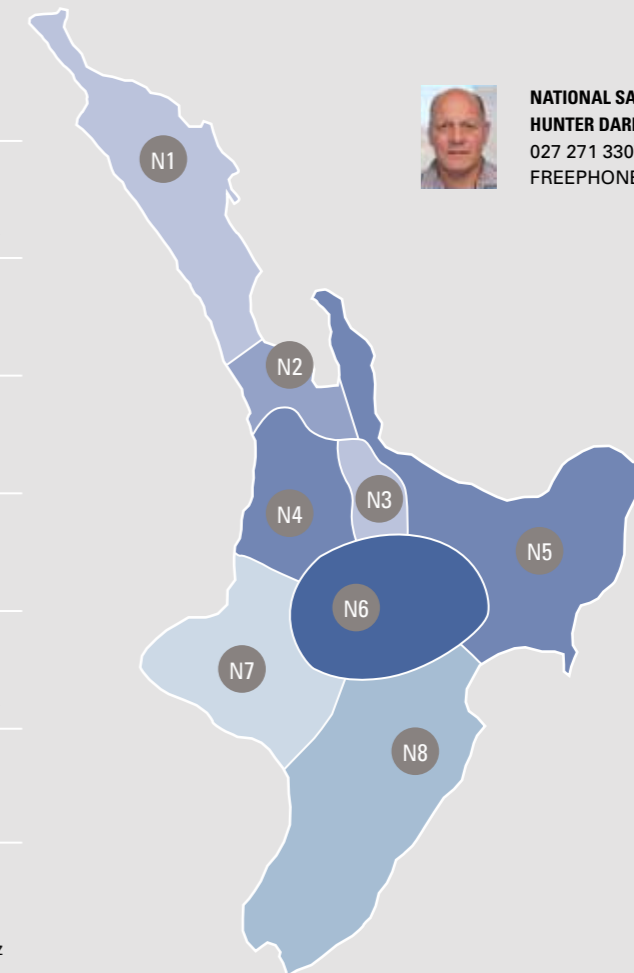 NATIONAL SA
HUNTER DARI
027 271 330
FREEPHONE
N1
N2
N3
N4
N5
N6
N7
N8
z